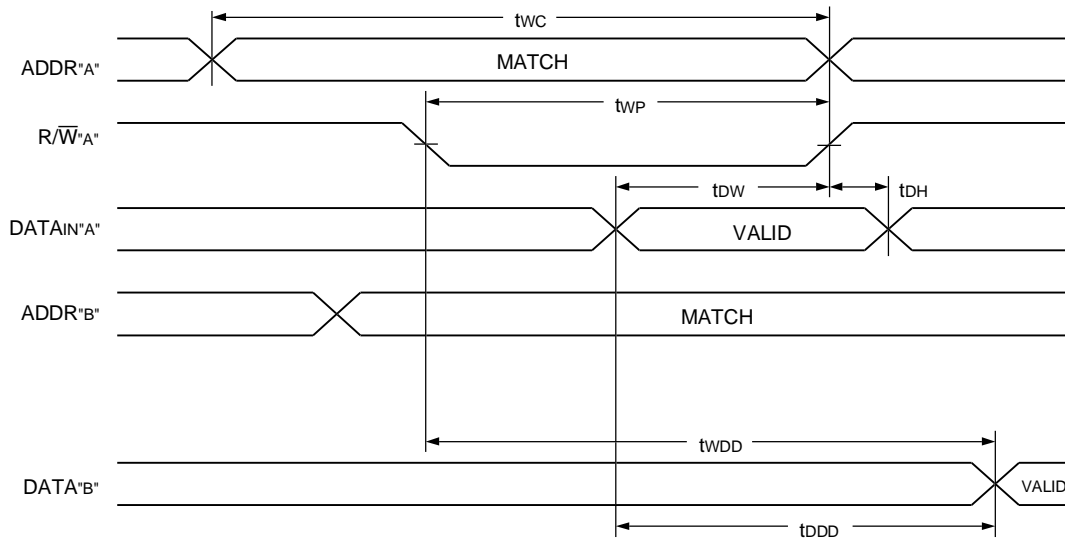 tWC
ADDR"A"
MATCH
tWP
R/W̅"A"
tDW
tDH
DATAIN"A"
VALID
ADDR"B"
MATCH
tWDD
DATA"B"
VALID
tDDD